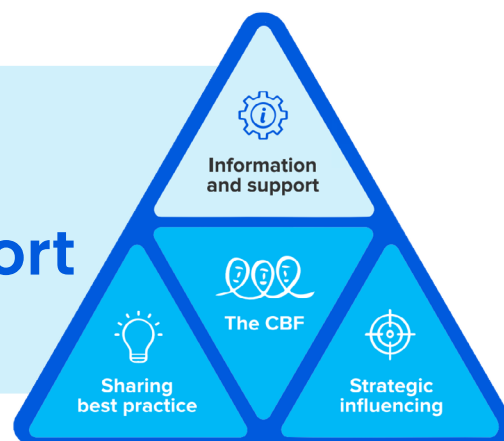 Information
and support
ort
The CBF
Sharing
best practice
Strategic
influencing